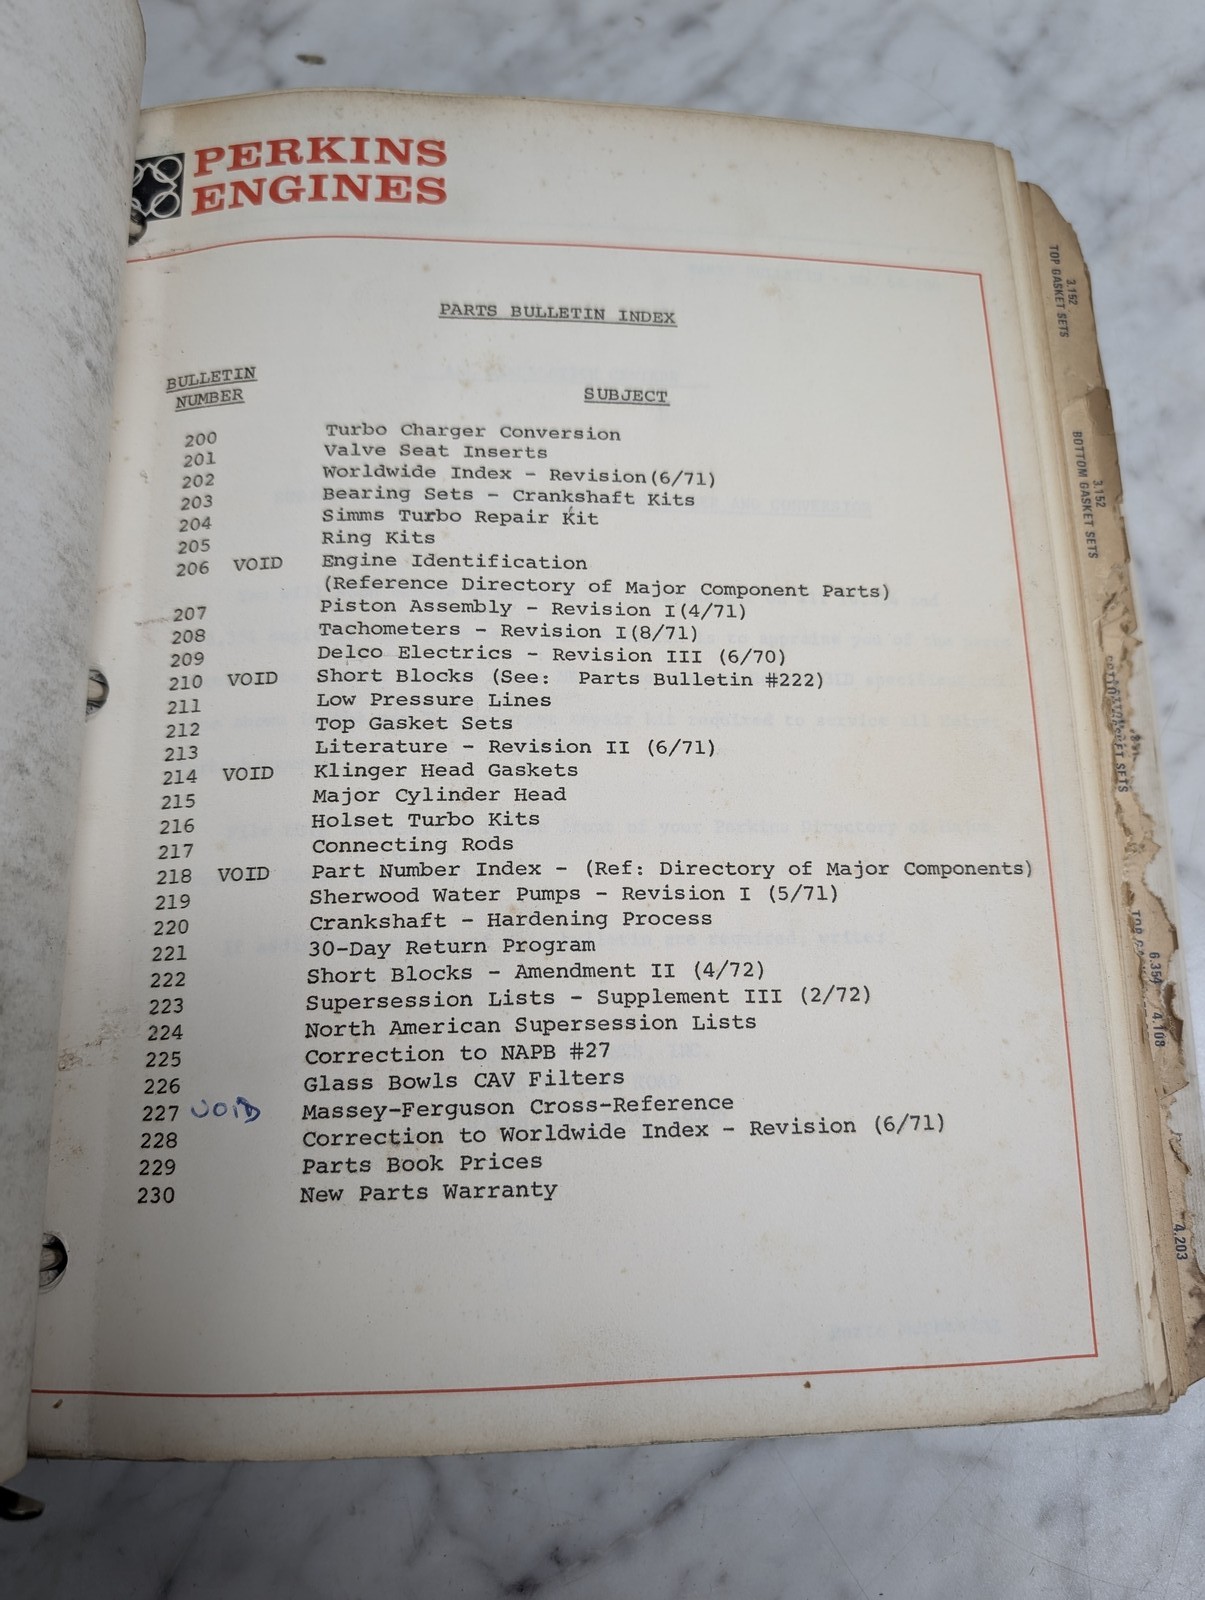 PERKINS
ENGINES
PARTS BULLETIN INDEX
BULLETIN
NUMBER SUBJECT
200 Turbo Charger Conversion
201 Valve Seat Inserts
202 Worldwide Index - Revision(6/71)
203 Bearing Sets - Crankshaft Kits
204 Simms Turbo Repair Kit
205 Ring Kits
206 VOID Engine Identification
(Reference Directory of Major Component Parts)
207 Piston Assembly - Revision I(4/71)
208 Tachometers - Revision I(8/71)
209 Delco Electrics - Revision III (6/70)
210 VOID Short Blocks (See: Parts Bulletin #222)
211 Low Pressure Lines
212 Top Gasket Sets
213 Literature - Revision II (6/71)
214 VOID Klinger Head Gaskets
215 Major Cylinder Head
216 Holset Turbo Kits
217 Connecting Rods
218 VOID Part Number Index - (Ref: Directory of Major Components)
219 Sherwood Water Pumps - Revision I (5/71)
220 Crankshaft - Hardening Process
221 30-Day Return Program
222 Short Blocks - Amendment II (4/72)
223 Supersession Lists - Supplement III (2/72)
224 North American Supersession Lists
225 Correction to NAPB #27
226 Glass Bowls CAV Filters
227 VOID Massey-Ferguson Cross-Reference
228 Correction to Worldwide Index - Revision (6/71)
229 Parts Book Prices
230 New Parts Warranty
3.152
TOP GASKET SETS
3.152
BOTTOM GASKET SETS
SETS
TOP
6.354
4.108
4.203